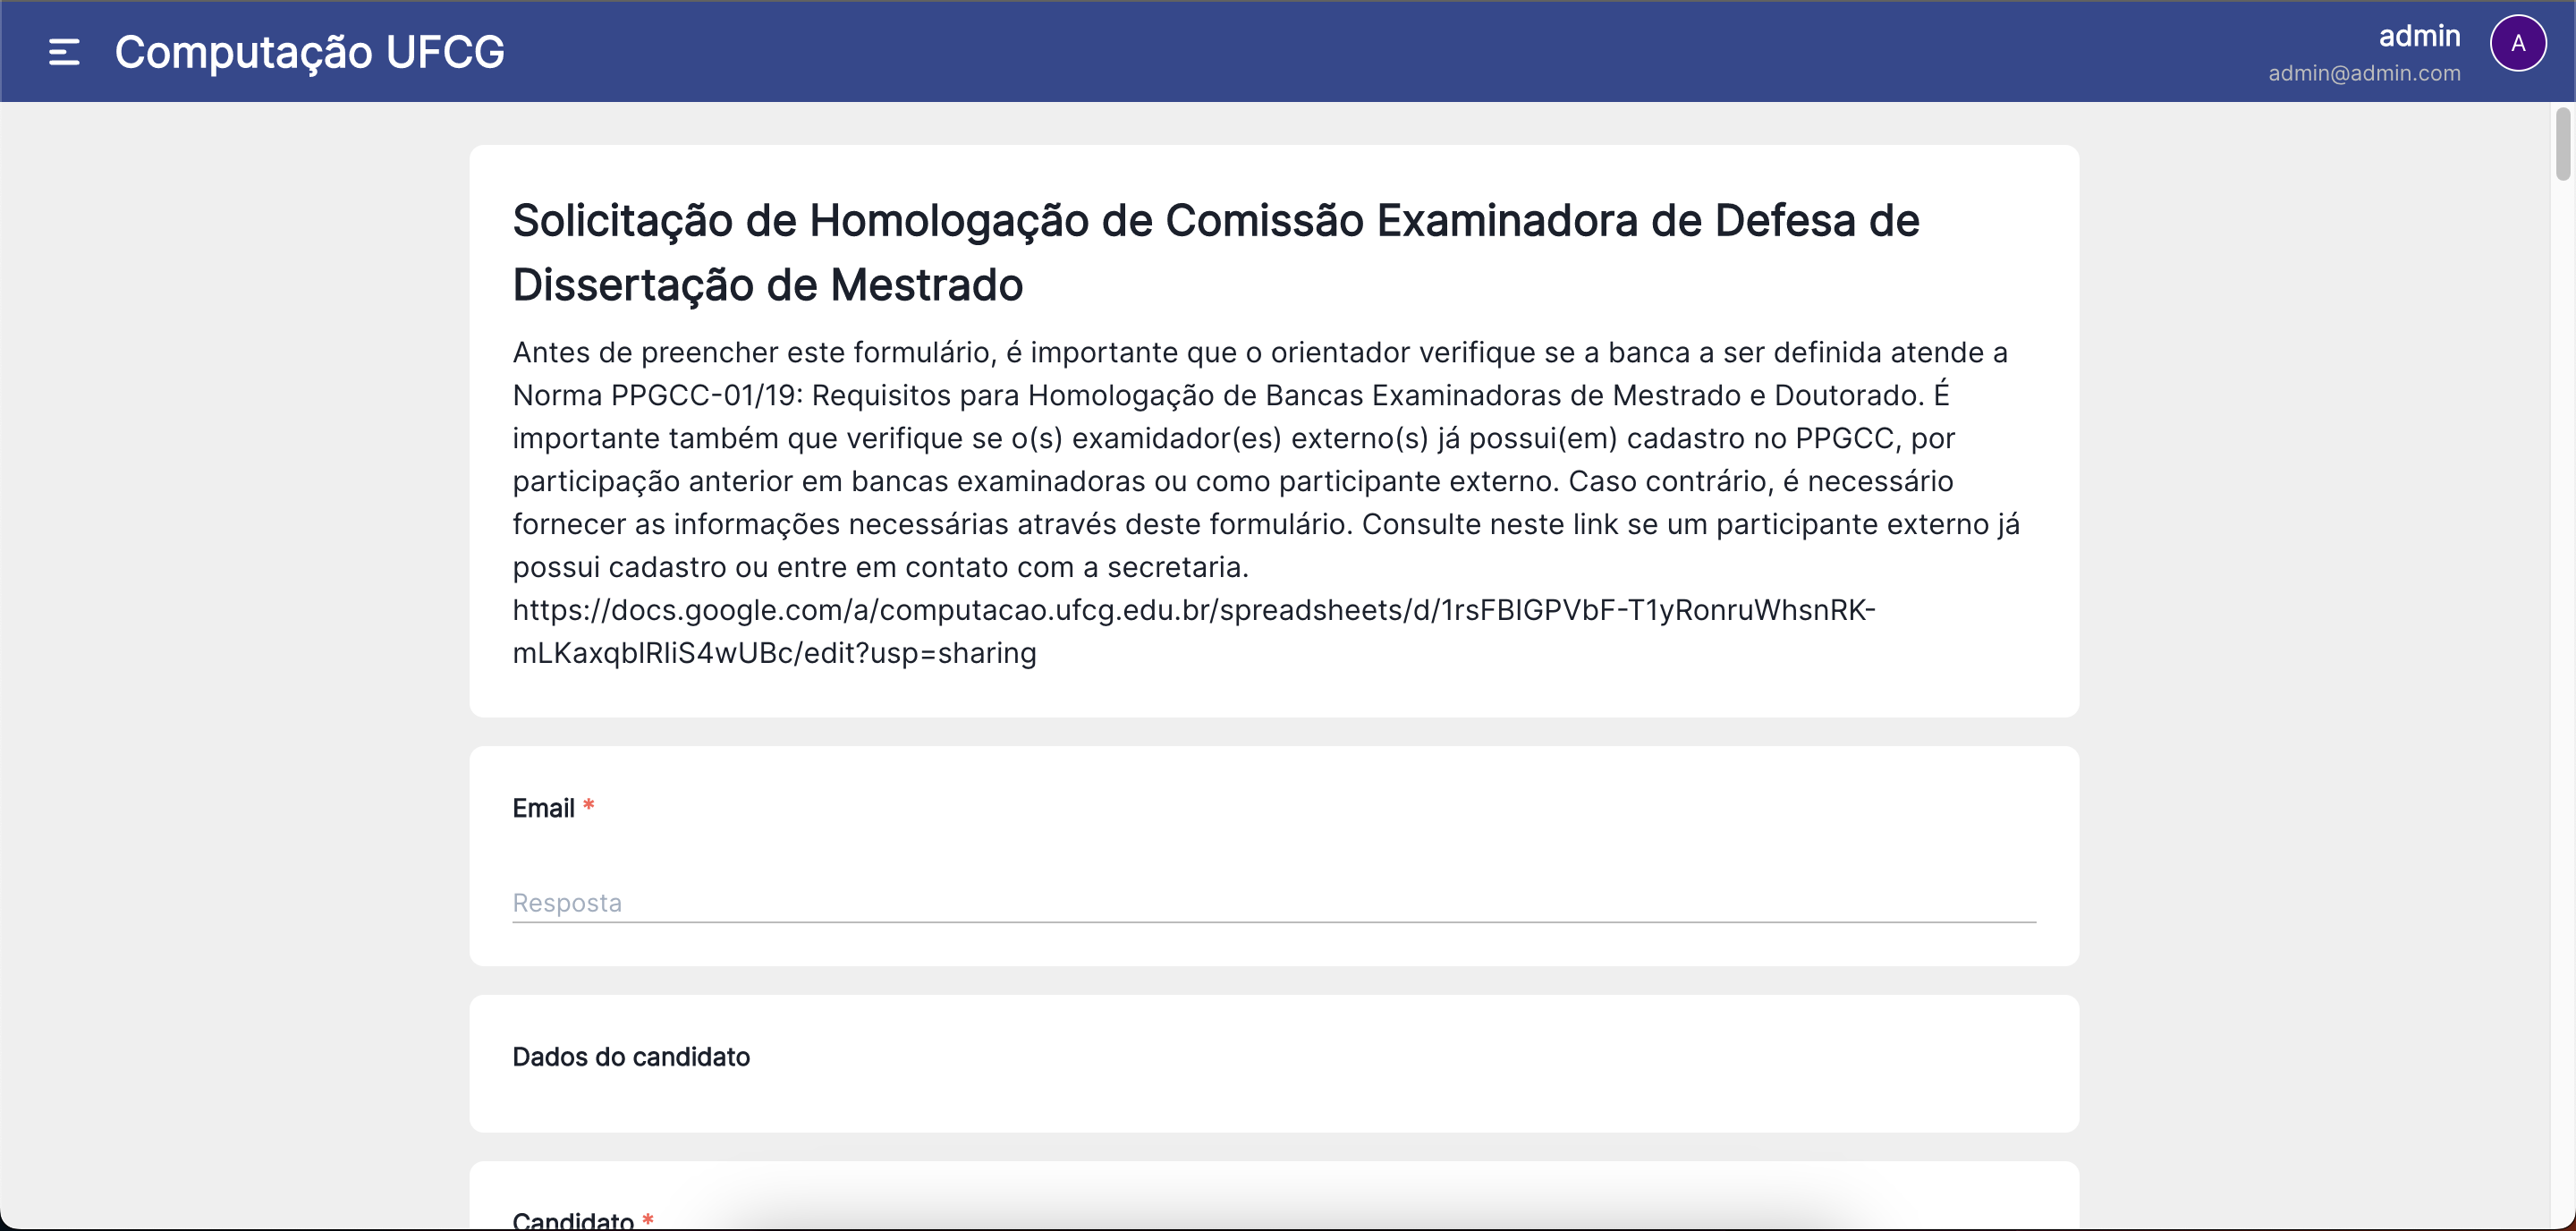 Computação UFCG
admin
admin@admin.com
A
Solicitação de Homologação de Comissão Examinadora de Defesa de
Dissertação de Mestrado
Antes de preencher este formulário, é importante que o orientador verifique se a banca a ser definida atende a
Norma PPGCC-01/19: Requisitos para Homologação de Bancas Examinadoras de Mestrado e Doutorado. É
importante também que verifique se o(s) examidador(es) externo(s) já possui(em) cadastro no PPGCC, por
participação anterior em bancas examinadoras ou como participante externo. Caso contrário, é necessário
fornecer as informações necessárias através deste formulário. Consulte neste link se um participante externo já
possui cadastro ou entre em contato com a secretaria.
https://docs.google.com/a/computacao.ufcg.edu.br/spreadsheets/d/1rsFBIGPVbF-T1yRonruWhsnRK-
mLKaxqblRIiS4wUBc/edit?usp=sharing
Email *
Resposta
Dados do candidato
Candidato *